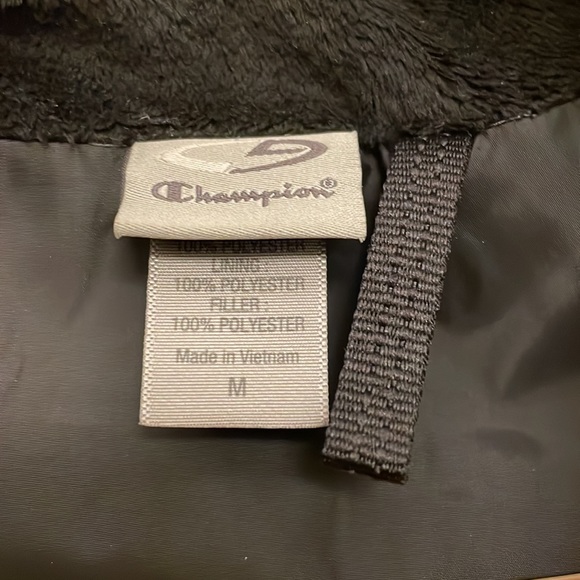 Champion®
100% POLYESTER
LINING :
100% POLYESTER
FILLER :
100% POLYESTER
Made in Vietnam
M